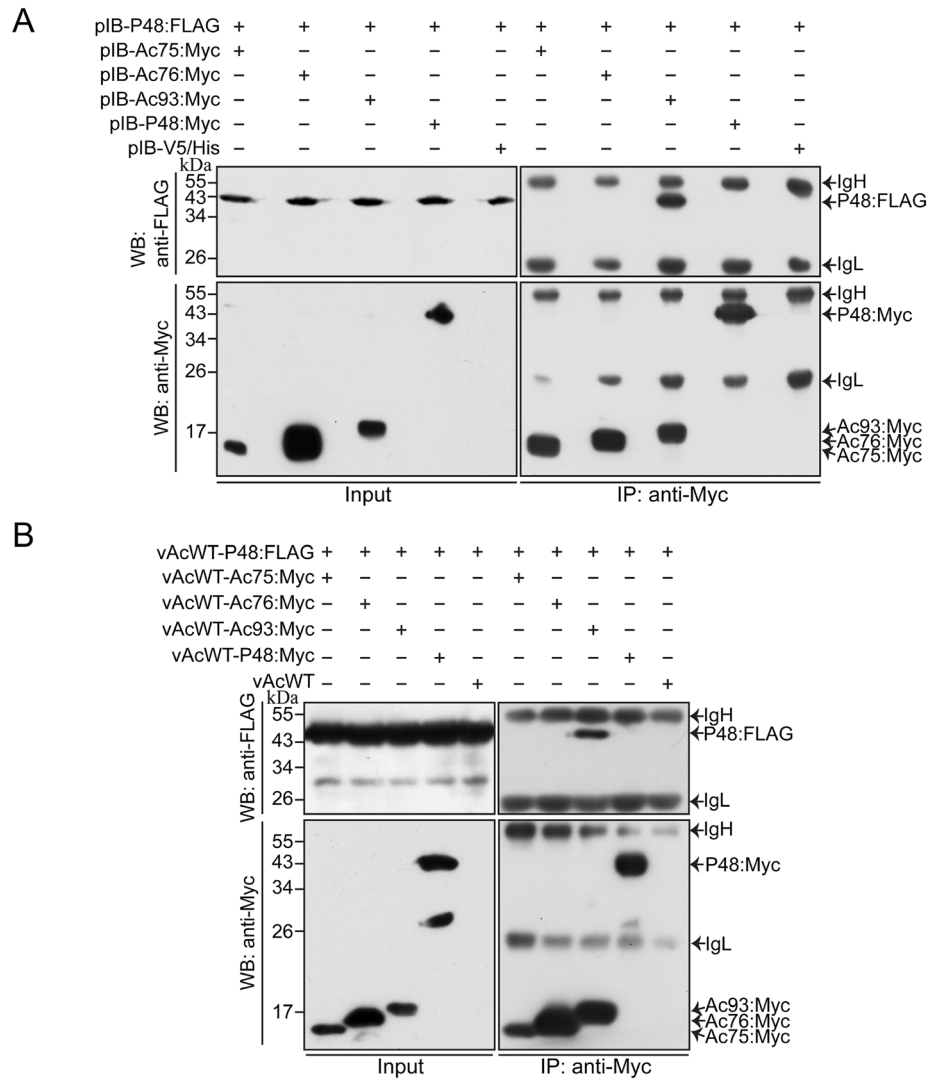 A
pIB-P48:FLAG + + + + + + + + + +
pIB-Ac75:Myc + – – – – + – – – –
pIB-Ac76:Myc – + – – – – + – – –
pIB-Ac93:Myc – – + – – – – + – –
pIB-P48:Myc – – – + – – – – + –
pIB-V5/His – – – – + – – – – +
kDa
WB:
anti-FLAG
55
43
34
26
IgH
P48:FLAG
IgL
WB: anti-Myc
55
43
34
26
17
IgH
P48:Myc
IgL
Ac93:Myc
Ac76:Myc
Ac75:Myc
Input IP: anti-Myc
B
vAcWT-P48:FLAG + + + + + + + + + +
vAcWT-Ac75:Myc + – – – – + – – – –
vAcWT-Ac76:Myc – + – – – – + – – –
vAcWT-Ac93:Myc – – + – – – – + – –
vAcWT-P48:Myc – – – + – – – – + –
vAcWT – – – – + – – – – +
kDa
WB: anti-FLAG
55
43
34
26
IgH
P48:FLAG
IgL
WB: anti-Myc
55
43
34
26
17
IgH
P48:Myc
IgL
Ac93:Myc
Ac76:Myc
Ac75:Myc
Input IP: anti-Myc